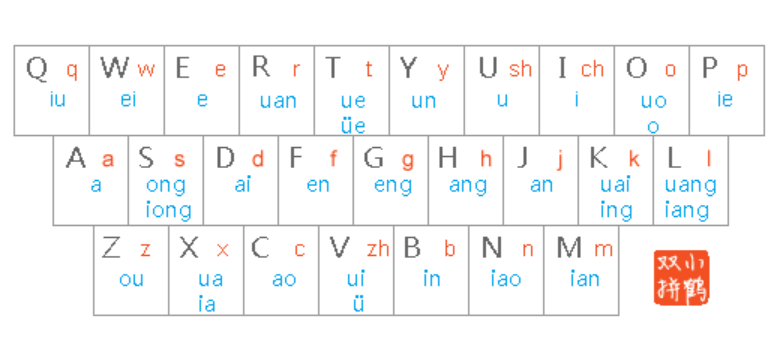 Q q W w E e R r T t Y y U sh I ch O o P p
iu ei e uan ue un u i uo ie
üe o
A a S s D d F f G g H h J j K k L l
a ong ai en eng ang an uai uang
iong ing iang
Z z X x C c V zh B b N n M m
ou ua ao ui in iao ian
ia ü
双小
拼鹤